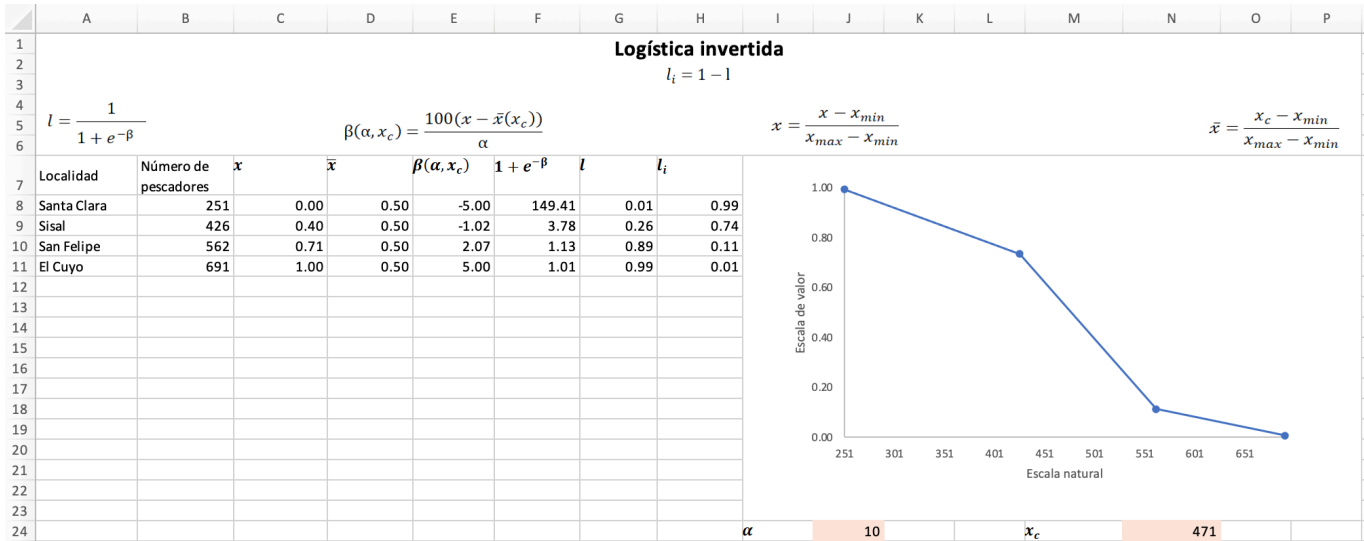 A B C D E F G H I J K L M N O P
1 Logística invertida
2
3 lᵢ = 1 − l
4
5 l = 1 / (1 + e^−β) β(α, x_c) = 100(x − x̄(x_c)) / α x = (x − x_min) / (x_max − x_min) x̄ = (x_c − x_min) / (x_max − x_min)
6
7 Localidad Número de pescadores x x̄ β(α, x_c) 1 + e^−β l lᵢ
8 Santa Clara 251 0.00 0.50 -5.00 149.41 0.01 0.99
9 Sisal 426 0.40 0.50 -1.02 3.78 0.26 0.74
10 San Felipe 562 0.71 0.50 2.07 1.13 0.89 0.11
11 El Cuyo 691 1.00 0.50 5.00 1.01 0.99 0.01
12
13
14
15
16
17
18
19
20
21
22
23
24 α 10 x_c 471
1.00
0.80
0.60
0.40
0.20
0.00
Escala de valor
251 301 351 401 451 501 551 601 651
Escala natural